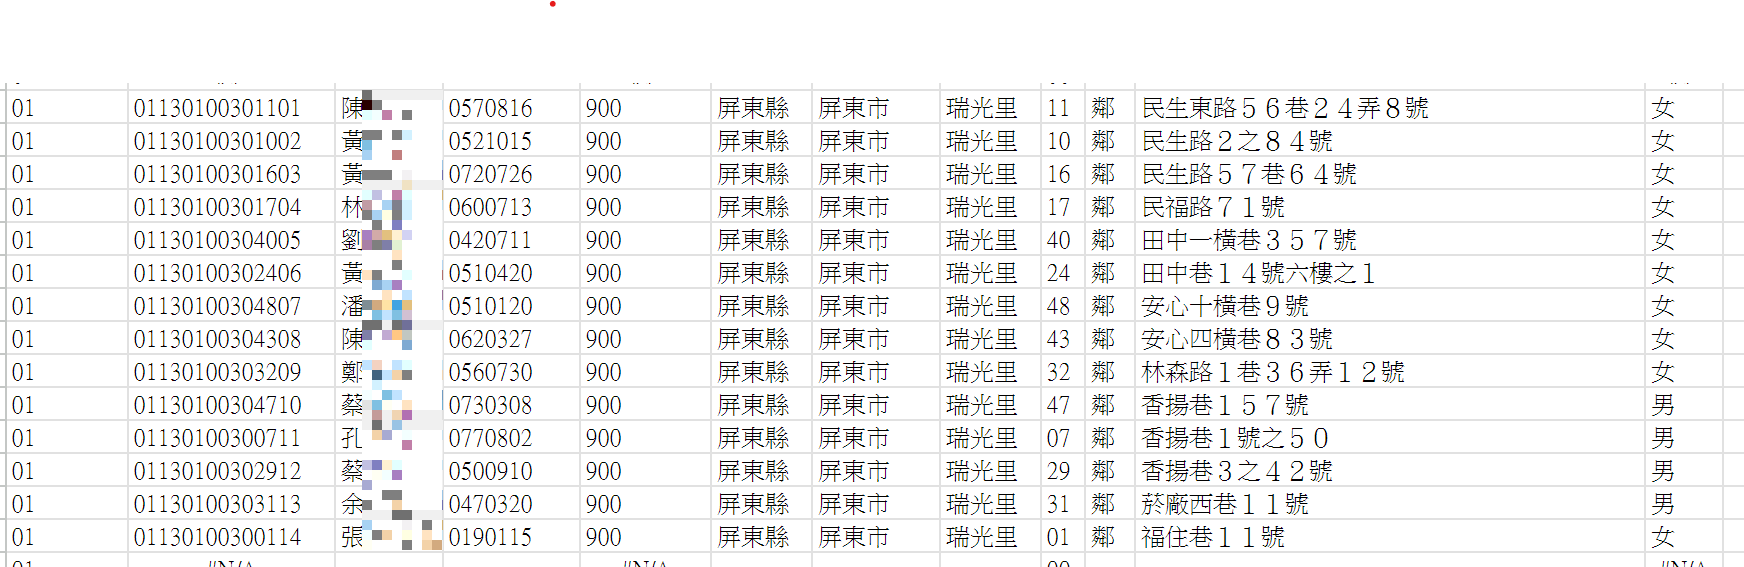 01 01130100301101 陳 0570816 900 屏東縣 屏東市 瑞光里 11 鄰 民生東路５６巷２４弄８號 女
01 01130100301002 黃 0521015 900 屏東縣 屏東市 瑞光里 10 鄰 民生路２之８４號 女
01 01130100301603 黃 0720726 900 屏東縣 屏東市 瑞光里 16 鄰 民生路５７巷６４號 女
01 01130100301704 林 0600713 900 屏東縣 屏東市 瑞光里 17 鄰 民福路７１號 女
01 01130100304005 劉 0420711 900 屏東縣 屏東市 瑞光里 40 鄰 田中一橫巷３５７號 女
01 01130100302406 黃 0510420 900 屏東縣 屏東市 瑞光里 24 鄰 田中巷１４號六樓之１ 女
01 01130100304807 潘 0510120 900 屏東縣 屏東市 瑞光里 48 鄰 安心十橫巷９號 女
01 01130100304308 陳 0620327 900 屏東縣 屏東市 瑞光里 43 鄰 安心四橫巷８３號 女
01 01130100303209 鄭 0560730 900 屏東縣 屏東市 瑞光里 32 鄰 林森路１巷３６弄１２號 女
01 01130100304710 蔡 0730308 900 屏東縣 屏東市 瑞光里 47 鄰 香揚巷１５７號 男
01 01130100300711 孔 0770802 900 屏東縣 屏東市 瑞光里 07 鄰 香揚巷１號之５０ 男
01 01130100302912 蔡 0500910 900 屏東縣 屏東市 瑞光里 29 鄰 香揚巷３之４２號 男
01 01130100303113 余 0470320 900 屏東縣 屏東市 瑞光里 31 鄰 菸廠西巷１１號 男
01 01130100300114 張 0190115 900 屏東縣 屏東市 瑞光里 01 鄰 福住巷１１號 女